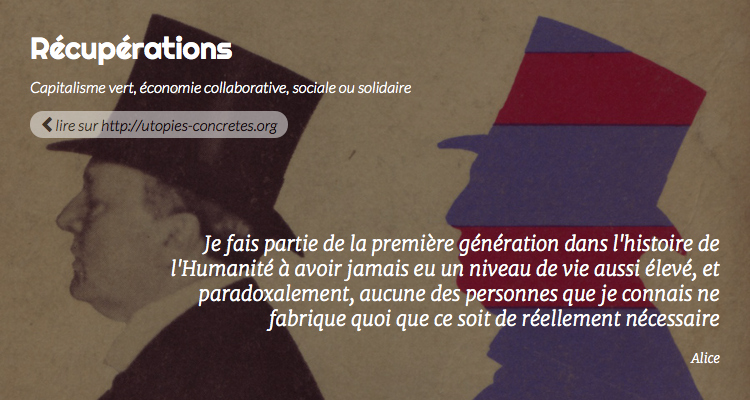 Récupérations
Capitalisme vert, économie collaborative, sociale ou solidaire
lire sur http://utopies-concretes.org
Je fais partie de la première génération dans l'histoire de
l'Humanité à avoir jamais eu un niveau de vie aussi élevé, et
paradoxalement, aucune des personnes que je connais ne
fabrique quoi que ce soit de réellement nécessaire
Alice